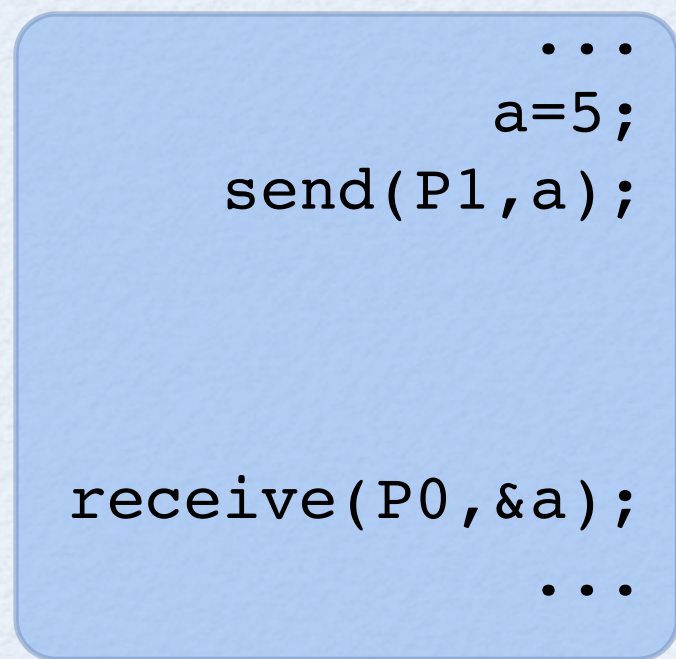 ...
a=5;
send(P1,a);
receive(P0,&a);
...